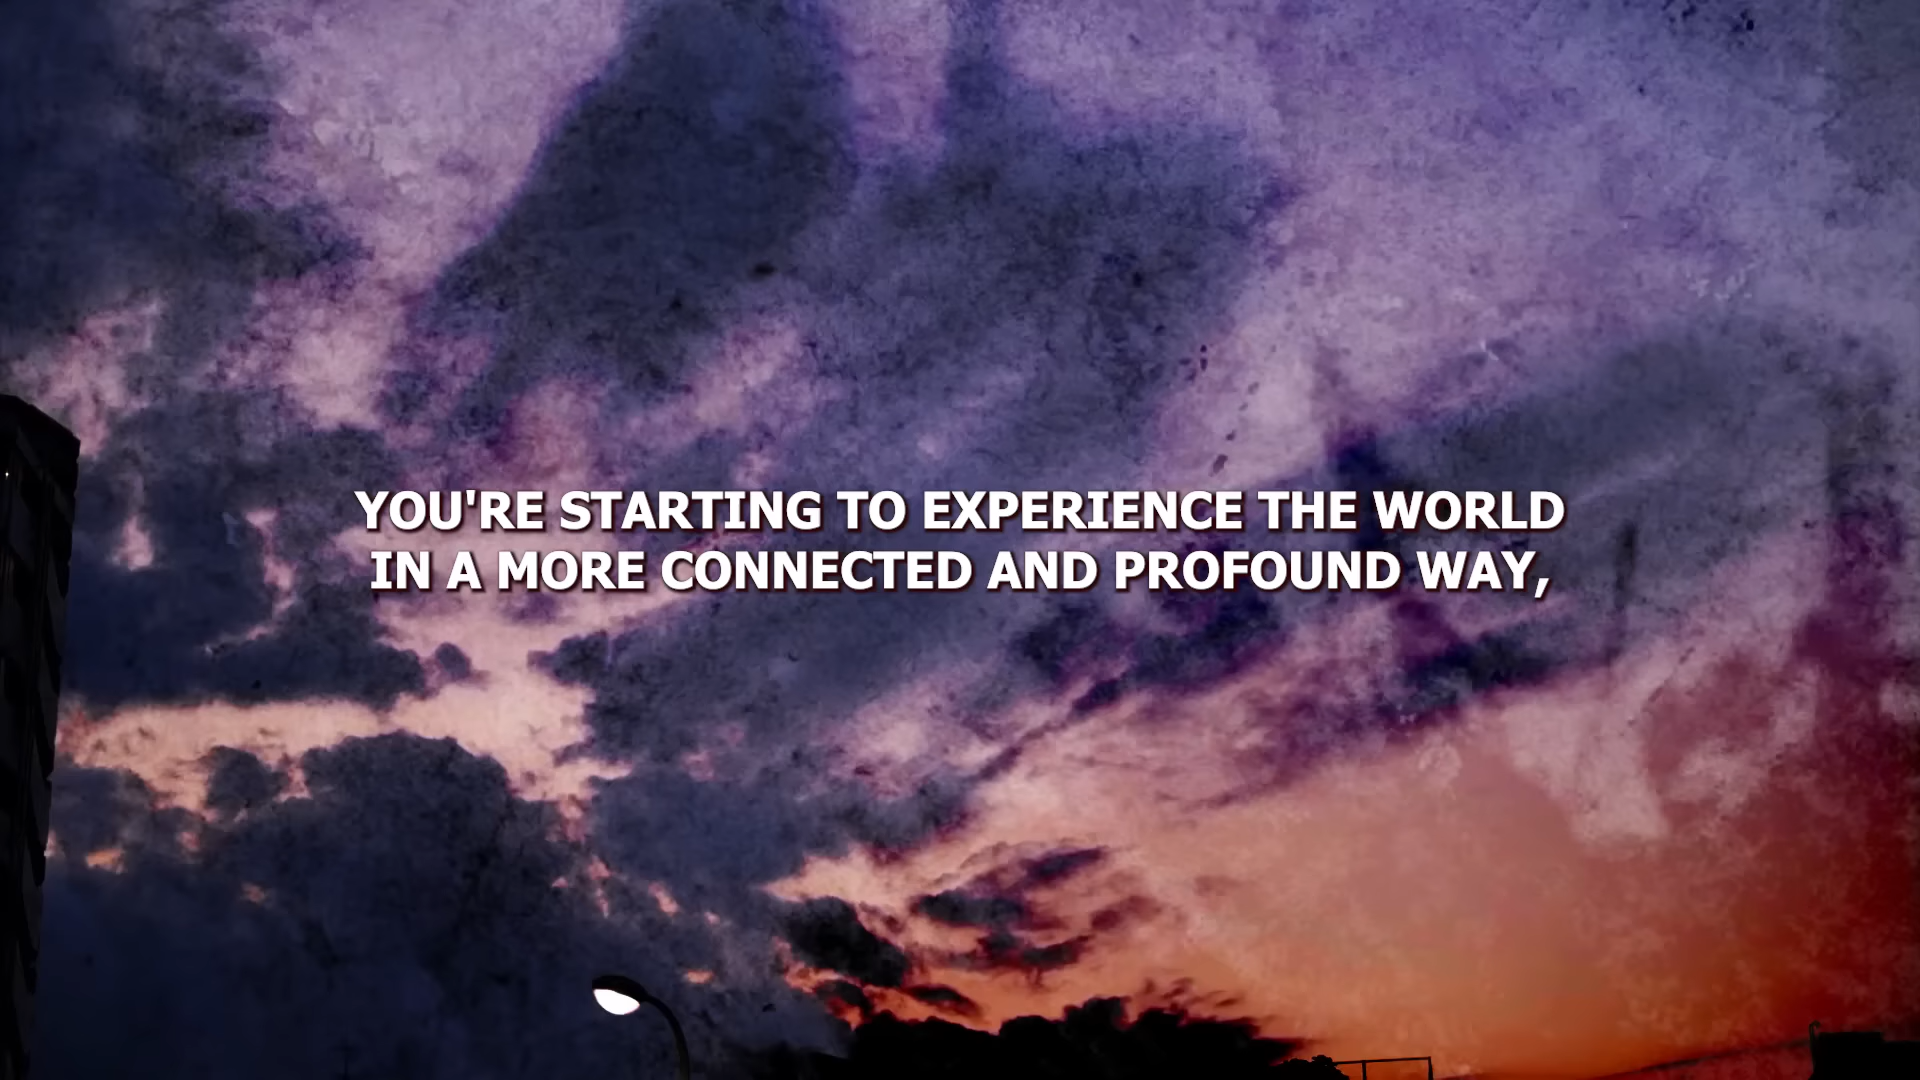 YOU'RE STARTING TO EXPERIENCE THE WORLD
IN A MORE CONNECTED AND PROFOUND WAY,